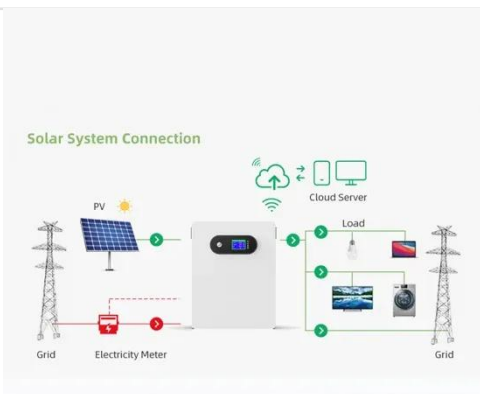 Solar System Connection
Cloud Server
PV
Load
Grid
Electricity Meter
Grid